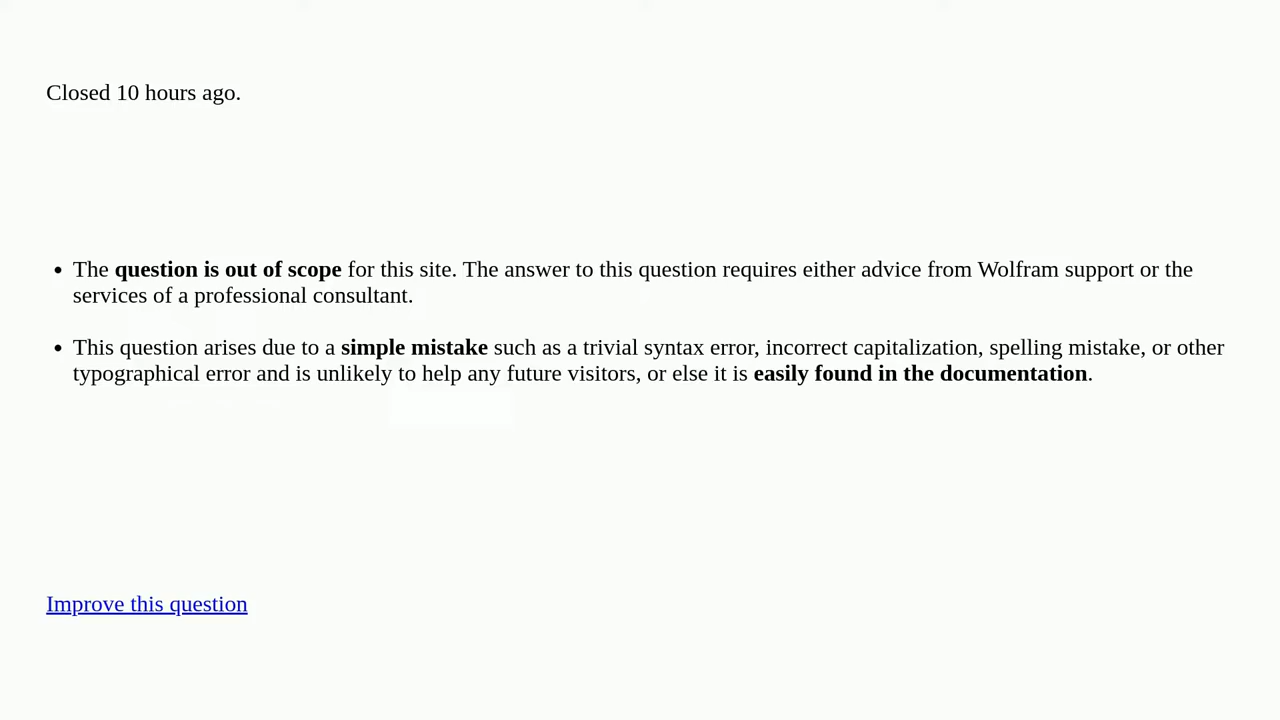 Closed 10 hours ago.
• The question is out of scope for this site. The answer to this question requires either advice from Wolfram support or the
services of a professional consultant.
• This question arises due to a simple mistake such as a trivial syntax error, incorrect capitalization, spelling mistake, or other
typographical error and is unlikely to help any future visitors, or else it is easily found in the documentation.
Improve this question